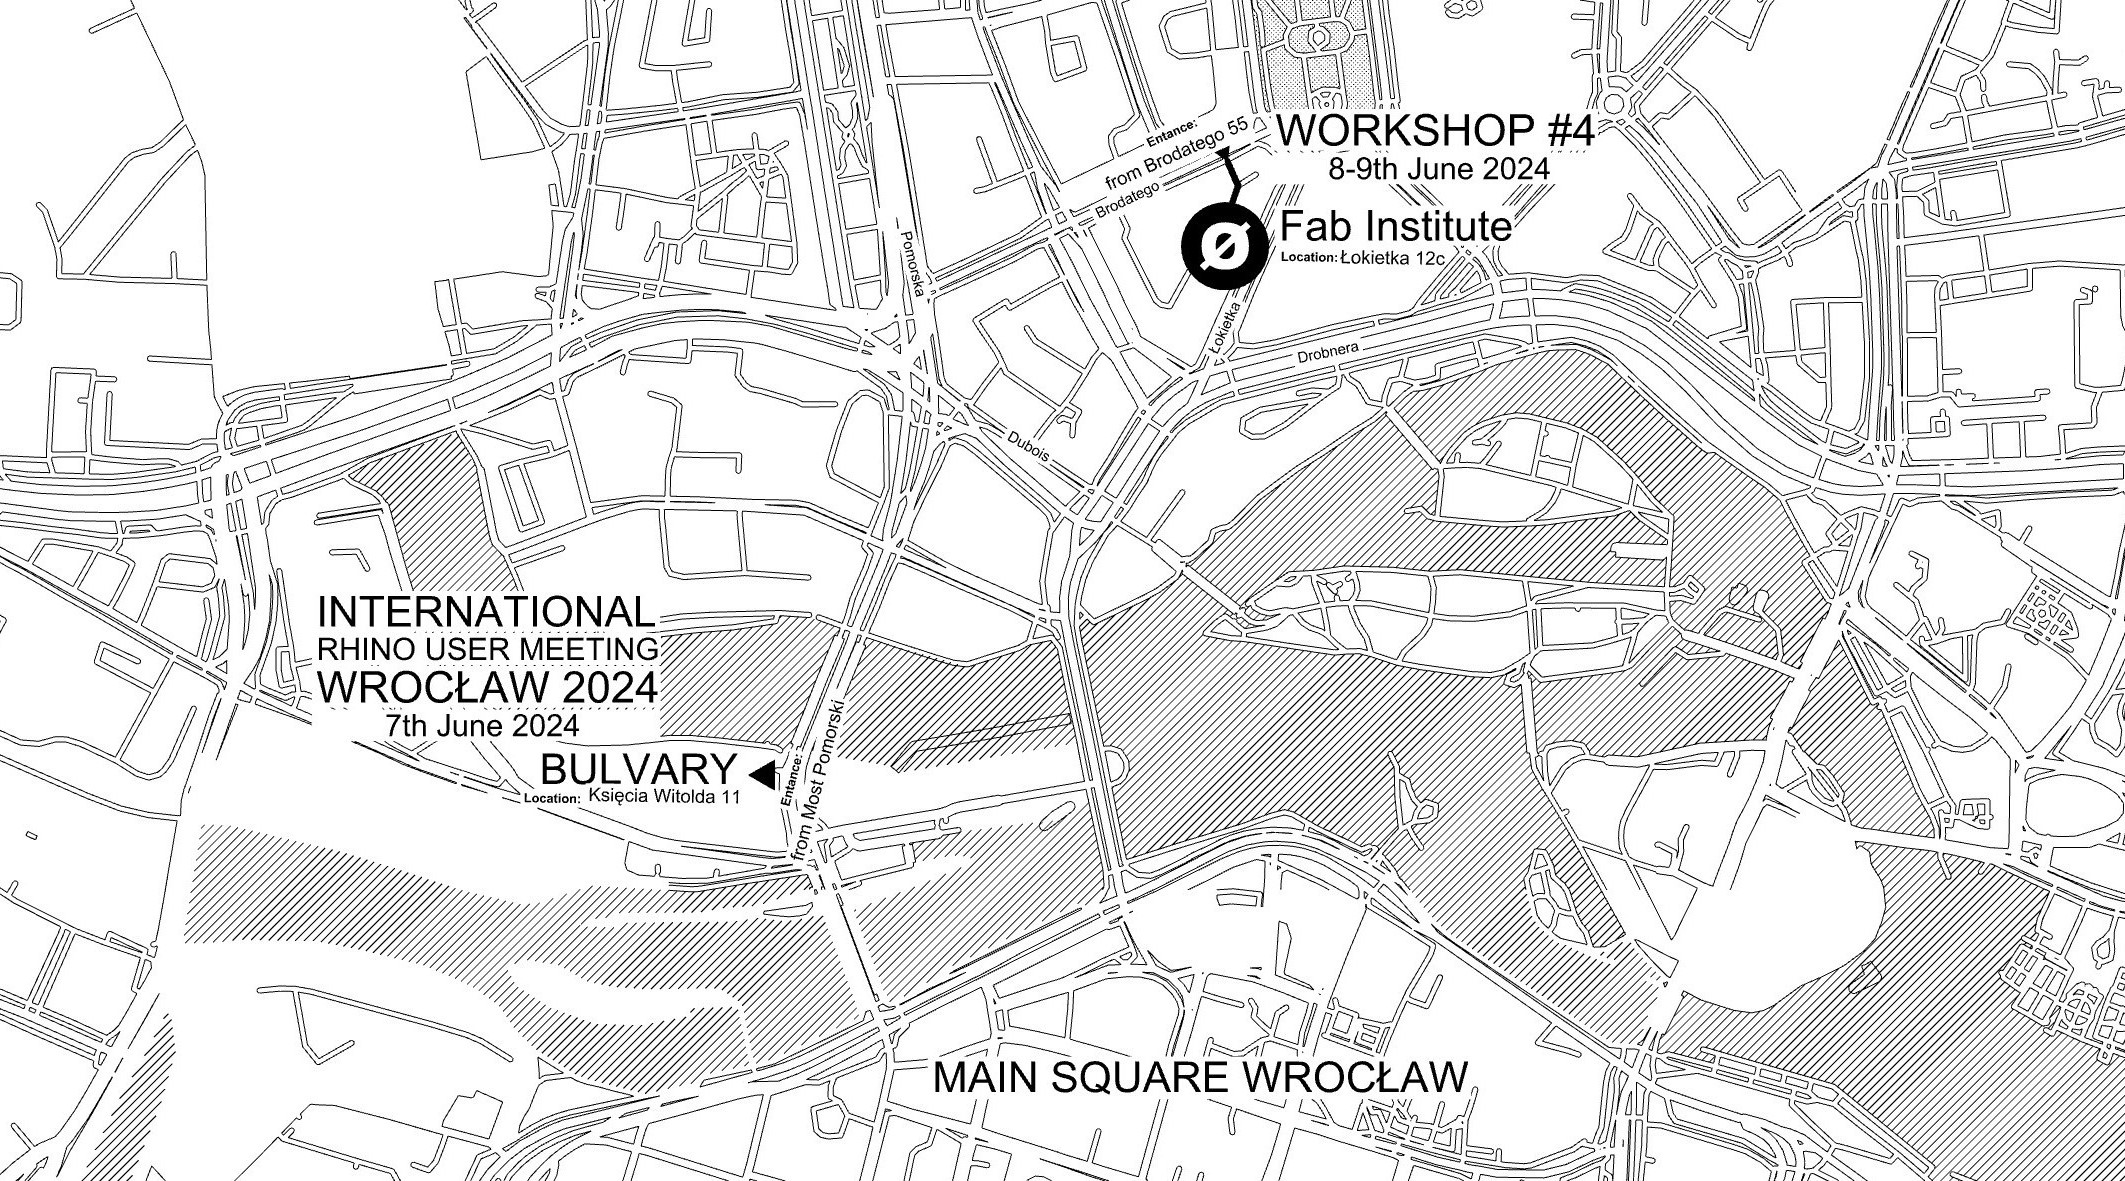 Entance:
from Brodatego 55
Brodatego
WORKSHOP #4
8-9th June 2024
Fab Institute
Location: Łokietka 12c
Pomorska
Łokietka
Drobnera
Dubois
INTERNATIONAL
RHINO USER MEETING
WROCŁAW 2024
7th June 2024
BULVARY
Location: Księcia Witolda 11
Entance:
from Most Pomorski
MAIN SQUARE WROCŁAW